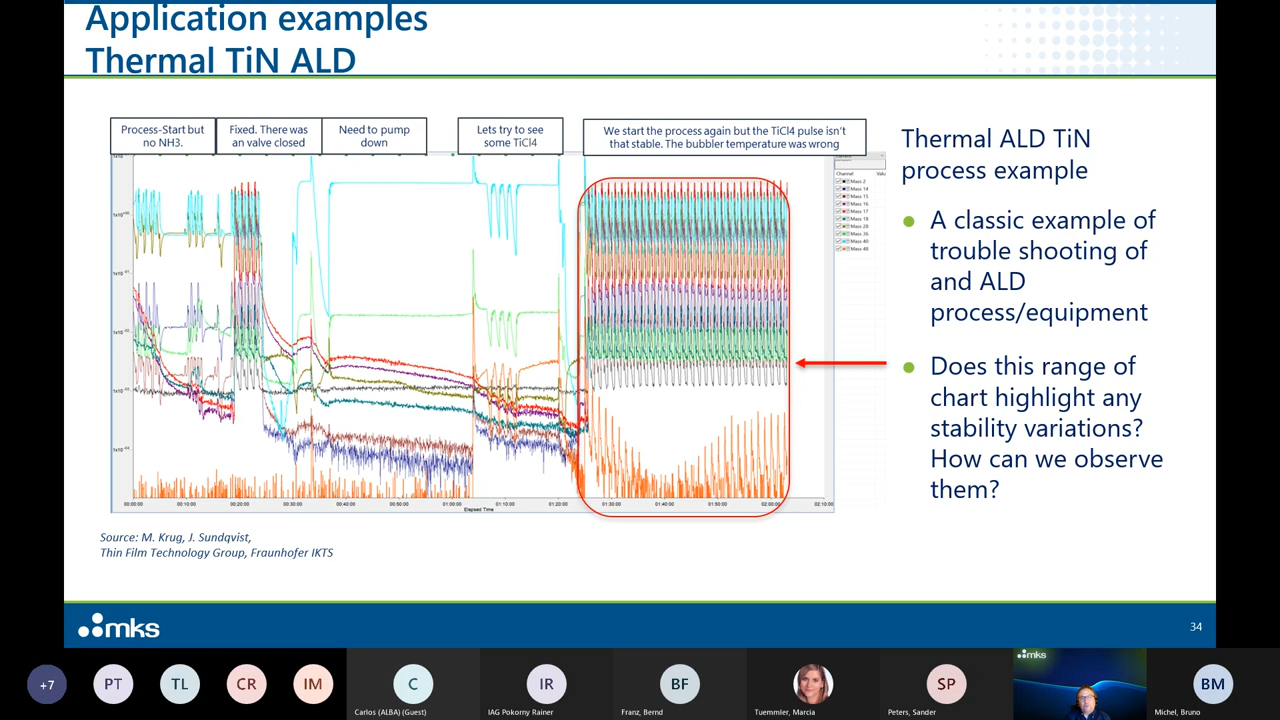 Application examples
Thermal TiN ALD
Process-Start but
no NH3.
Fixed. There was
an valve closed
Need to pump
down
Lets try to see
some TiCl4
We start the process again but the TiCl4 pulse isn't
that stable. The bubbler temperature was wrong
Channel
Mass 2
Mass 14
Mass 15
Mass 16
Mass 17
Mass 18
Mass 28
Mass 36
Mass 40
Mass 48
00:00:00
00:10:00
00:20:00
00:30:00
00:40:00
00:50:00
01:00:00
01:10:00
01:20:00
01:30:00
01:40:00
01:50:00
02:00:00
02:10:00
Elapsed Time
Thermal ALD TiN
process example
A classic example of
trouble shooting of
and ALD
process/equipment
Does this range of
chart highlight any
stability variations?
How can we observe
them?
Source: M. Krug, J. Sundqvist,
Thin Film Technology Group, Fraunhofer IKTS
mks
34
+7
PT
TL
CR
IM
C
Carlos (ALBA) (Guest)
IR
IAG Pokorny Rainer
BF
Franz, Bernd
Tuemmler, Marcia
SP
Peters, Sander
mks
BM
Michel, Bruno